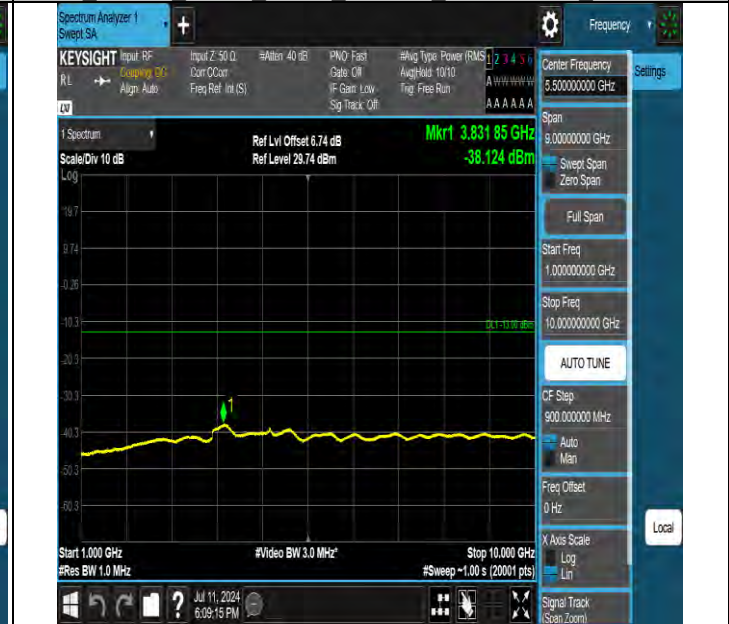 Spectrum Analyzer 1
Swept SA
+
Frequency
KEYSIGHT
RL
Input: RF
Coupling: DC
Align: Auto
Input Z: 50 Ω
Corr CCorr
Freq Ref: Int (S)
#Atten: 40 dB
PNO: Fast
Gate: Off
IF Gain: Low
Sig Track: Off
#Avg Type: Power (RMS
Avg|Hold: 10/10
Trig: Free Run
1 2 3 4 5 6
A W W W W W
A A A A A A
1 Spectrum
Scale/Div 10 dB
Log
Ref Lvl Offset 6.74 dB
Ref Level 29.74 dBm
Mkr1 3.831 85 GHz
-38.124 dBm
19.7
9.74
-0.26
-10.3
-20.3
-30.3
-40.3
-50.3
-60.3
DL1 -13.00 dBm
1
Start 1.000 GHz
#Res BW 1.0 MHz
#Video BW 3.0 MHz*
Stop 10.000 GHz
#Sweep ~1.00 s (20001 pts)
?
Jul 11, 2024
6:09:15 PM
Center Frequency
5.500000000 GHz
Settings
Span
9.00000000 GHz
Swept Span
Zero Span
Full Span
Start Freq
1.000000000 GHz
Stop Freq
10.000000000 GHz
AUTO TUNE
CF Step
900.000000 MHz
Auto
Man
Freq Offset
0 Hz
X Axis Scale
Log
Lin
Local
Signal Track
(Span Zoom)